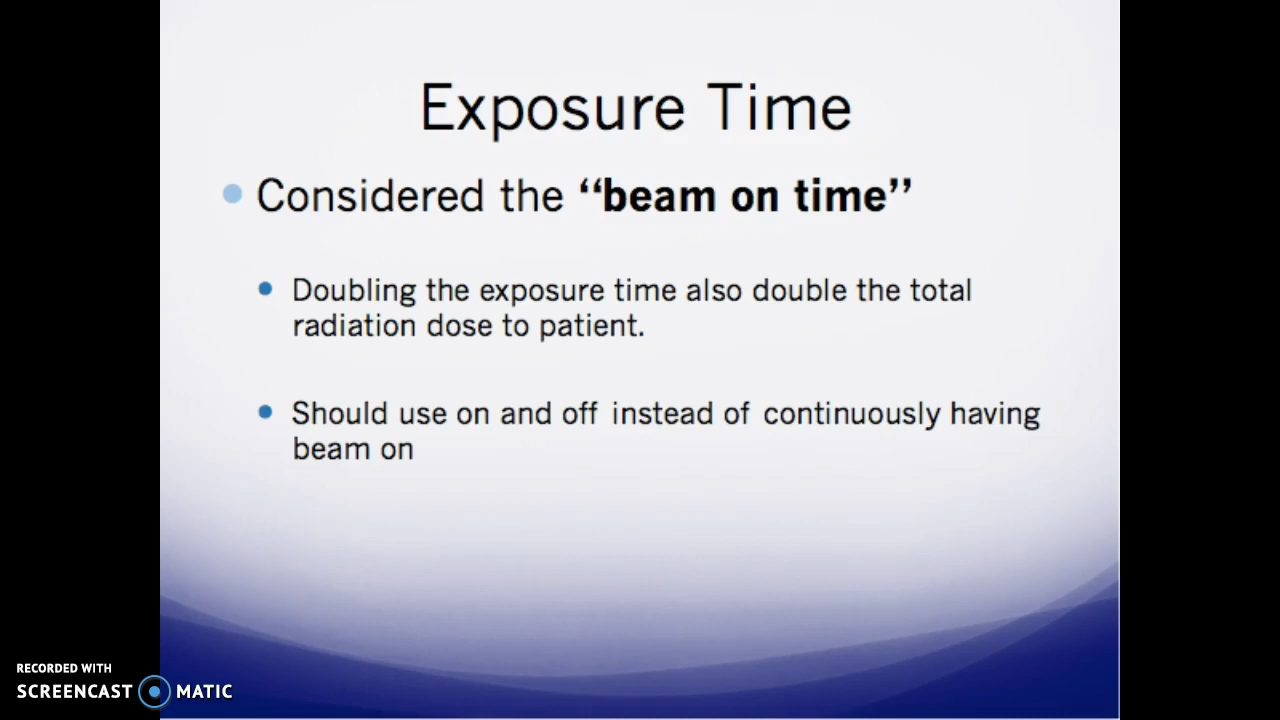 Exposure Time
Considered the “beam on time”
Doubling the exposure time also double the total
radiation dose to patient.
Should use on and off instead of continuously having
beam on
RECORDED WITH
SCREENCAST MATIC